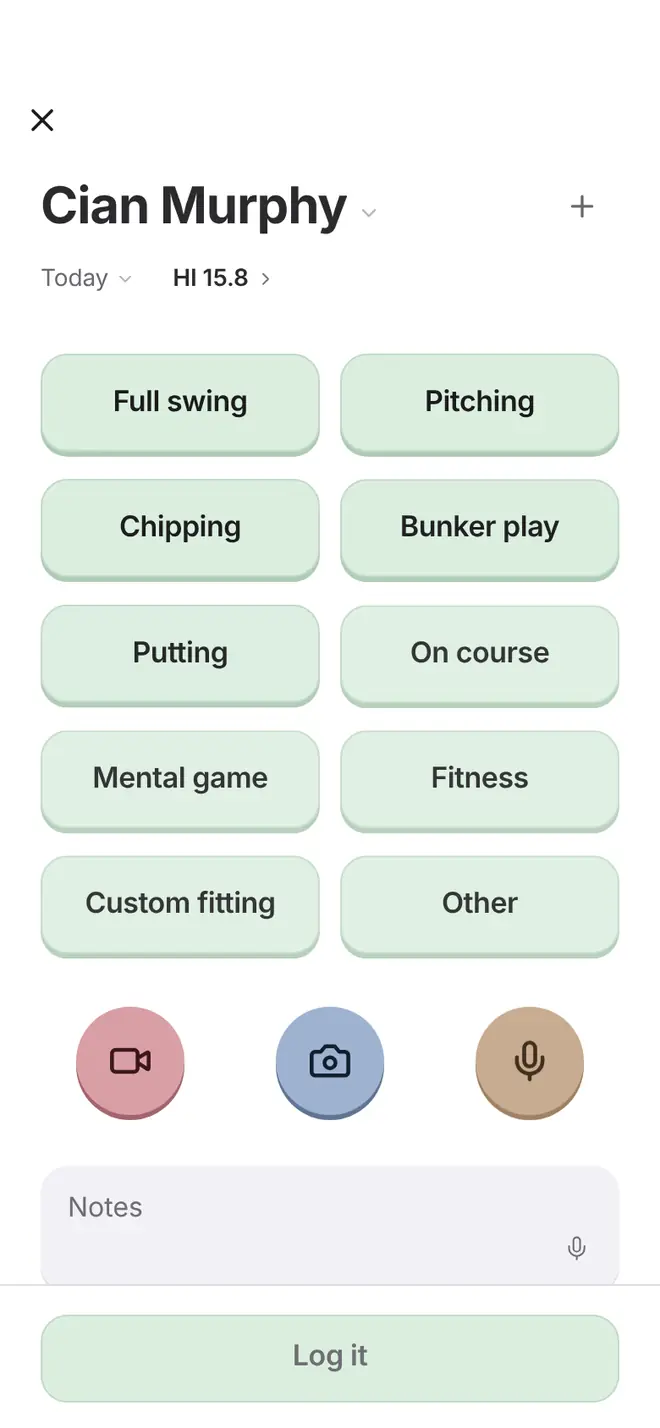 Cian Murphy
Today HI 15.8
Full swing Pitching
Chipping Bunker play
Putting On course
Mental game Fitness
Custom fitting Other
Notes
Log it